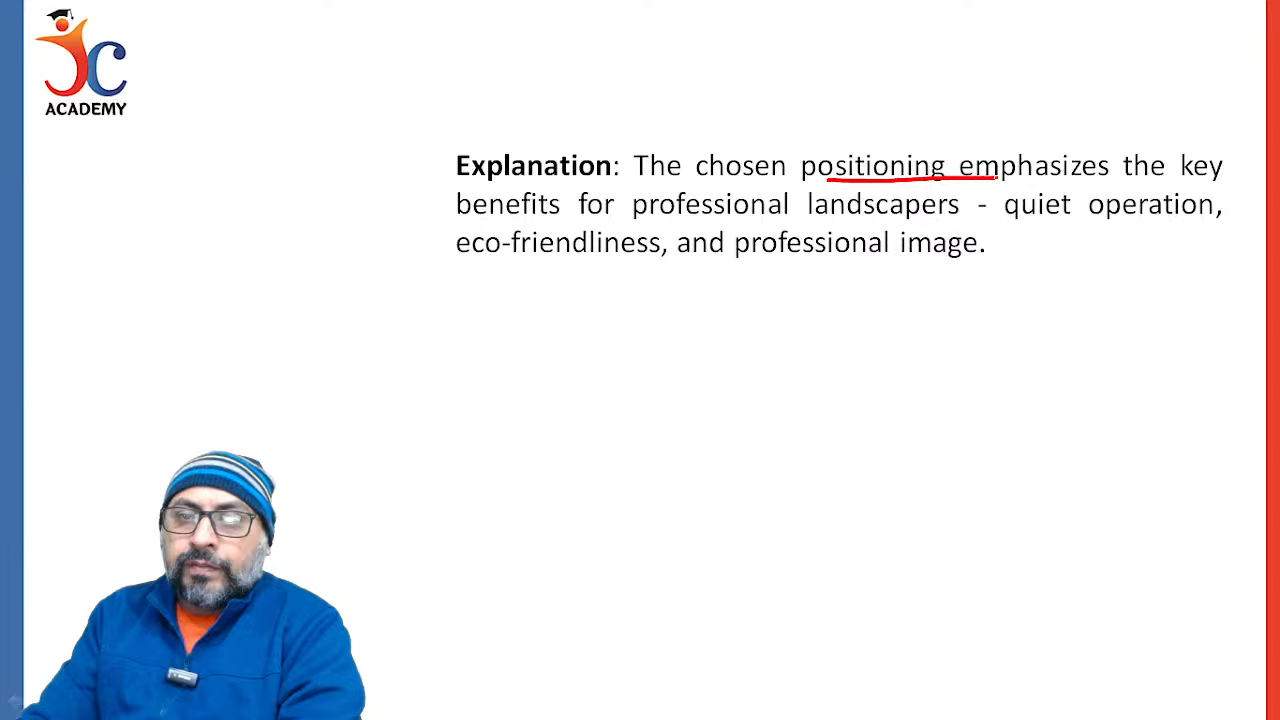 JC
ACADEMY
Explanation: The chosen positioning emphasizes the key
benefits for professional landscapers - quiet operation,
eco-friendliness, and professional image.